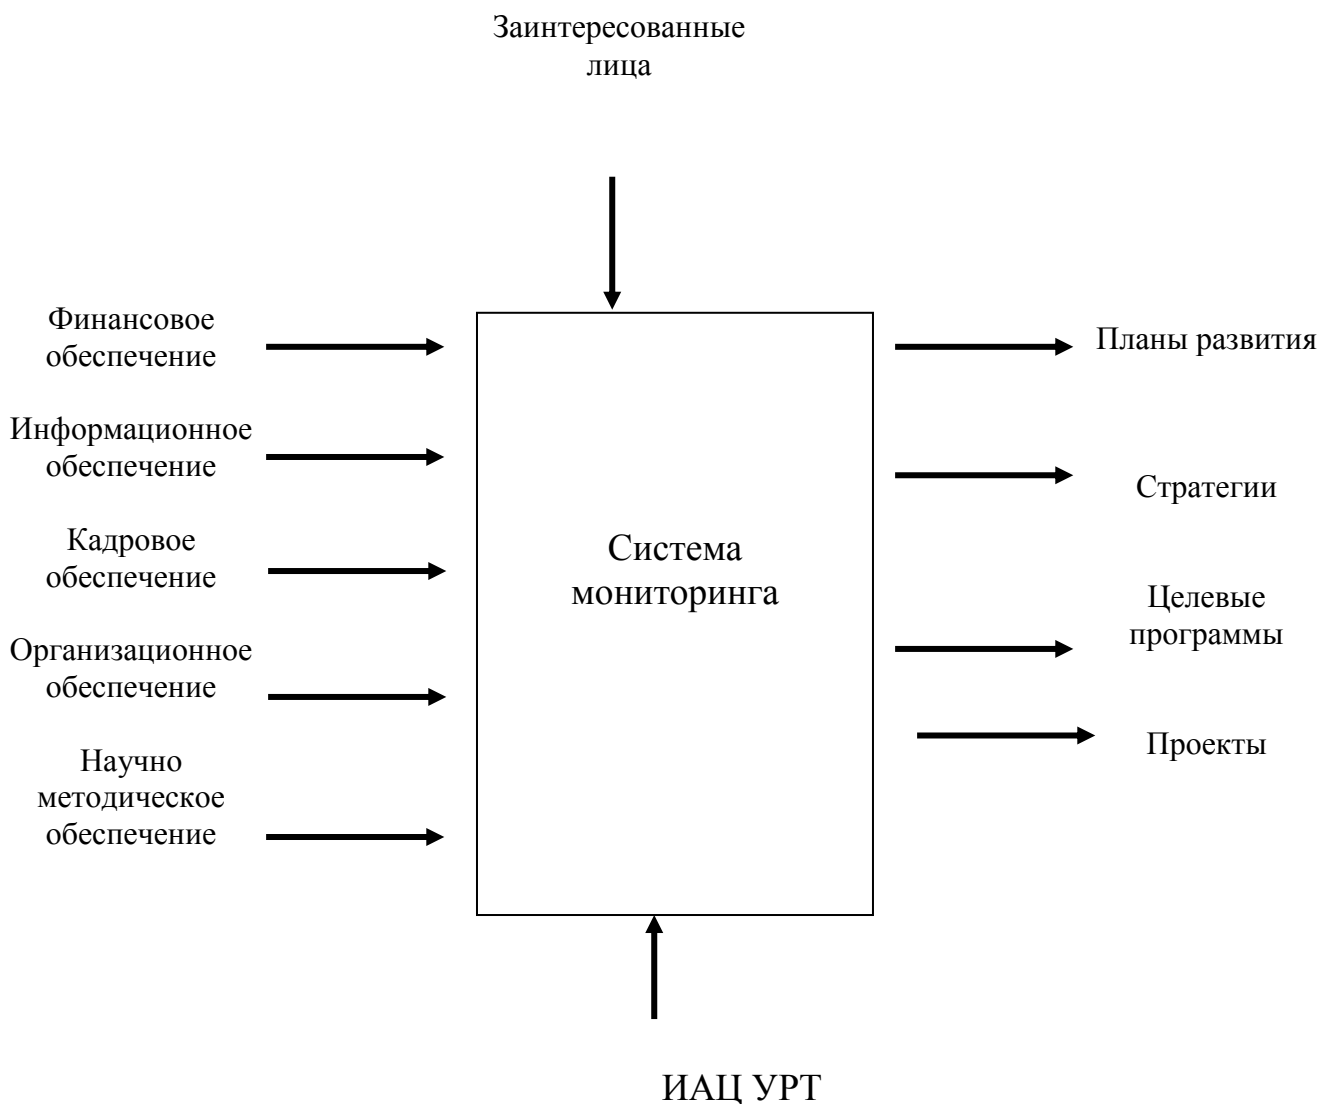 Заинтересованные
лица
Финансовое
обеспечение
Информационное
обеспечение
Кадровое
обеспечение
Организационное
обеспечение
Научно
методическое
обеспечение
Система
мониторинга
Планы развития
Стратегии
Целевые
программы
Проекты
ИАЦ УРТ